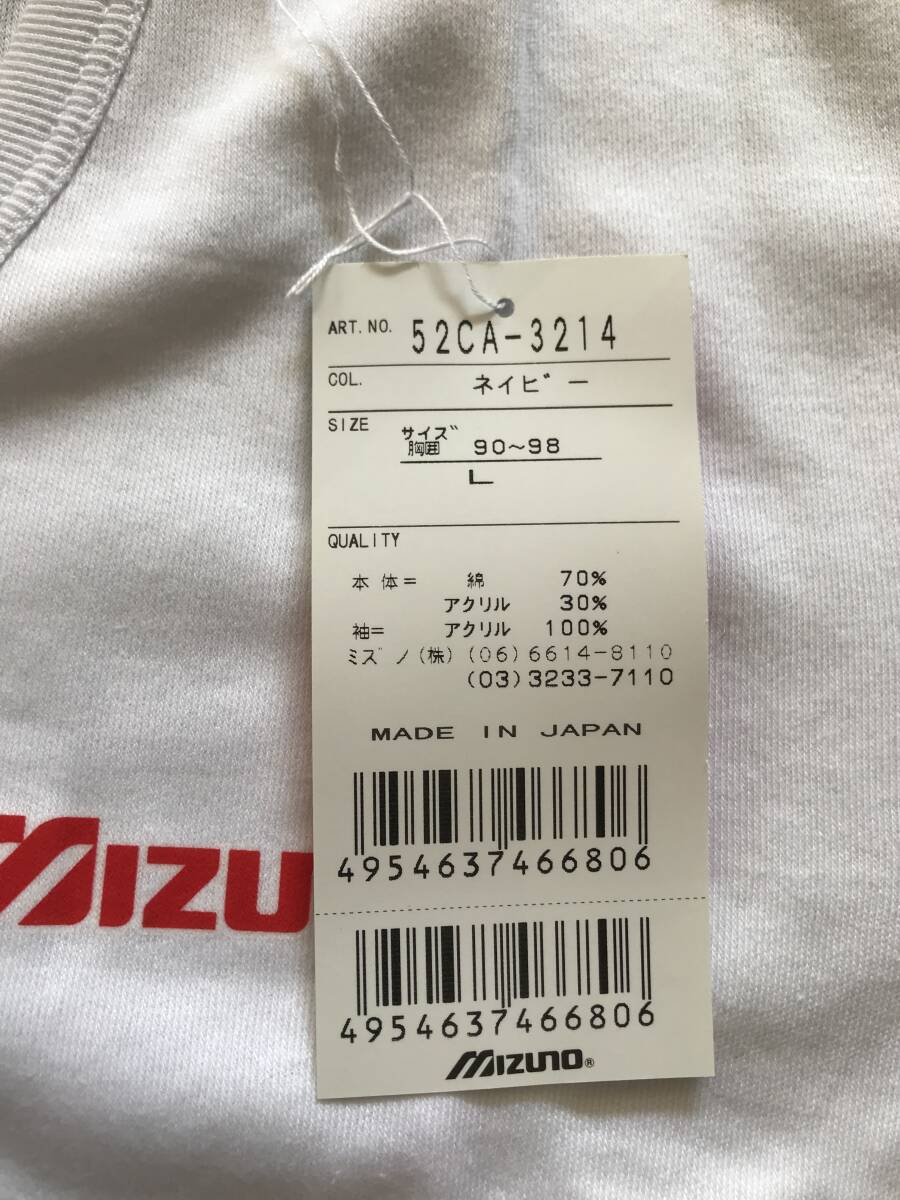 ART. NO. 52CA-3214
COL. ネイビー
SIZE サイズ
胸囲 90～98
L
QUALITY
本体= 綿 70%
アクリル 30%
袖= アクリル 100%
ミズノ(株) (06)6614-8110
(03)3233-7110
MADE IN JAPAN
4954637466806
MIZU
4954637466806
MIZUNO®